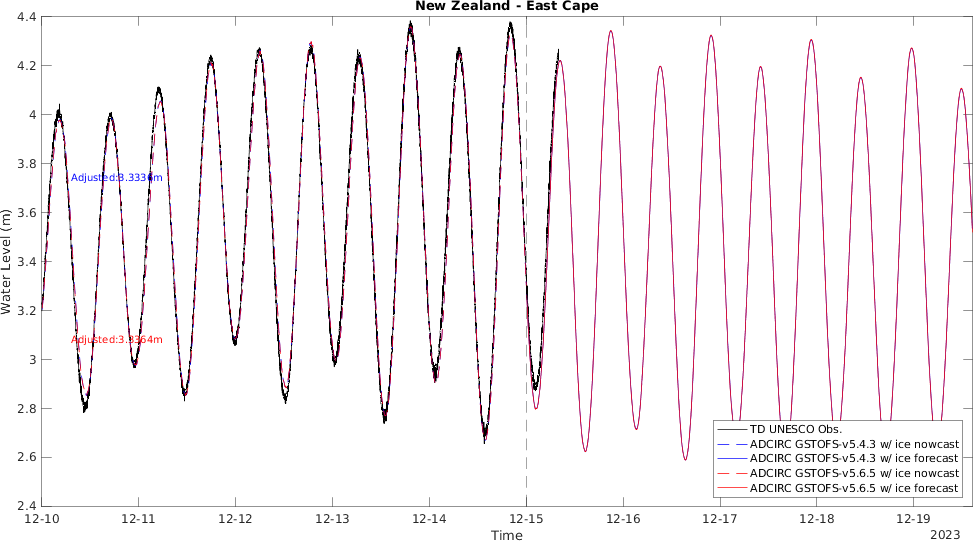 New Zealand - East Cape
4.4
4.2
4
3.8
3.6
3.4
3.2
3
2.8
2.6
2.4
Water Level (m)
Adjusted:3.3336m
Adjusted:3.3364m
TD UNESCO Obs.
ADCIRC GSTOFS-v5.4.3 w/ ice nowcast
ADCIRC GSTOFS-v5.4.3 w/ ice forecast
ADCIRC GSTOFS-v5.6.5 w/ ice nowcast
ADCIRC GSTOFS-v5.6.5 w/ ice forecast
12-10 12-11 12-12 12-13 12-14 12-15 12-16 12-17 12-18 12-19
Time
2023